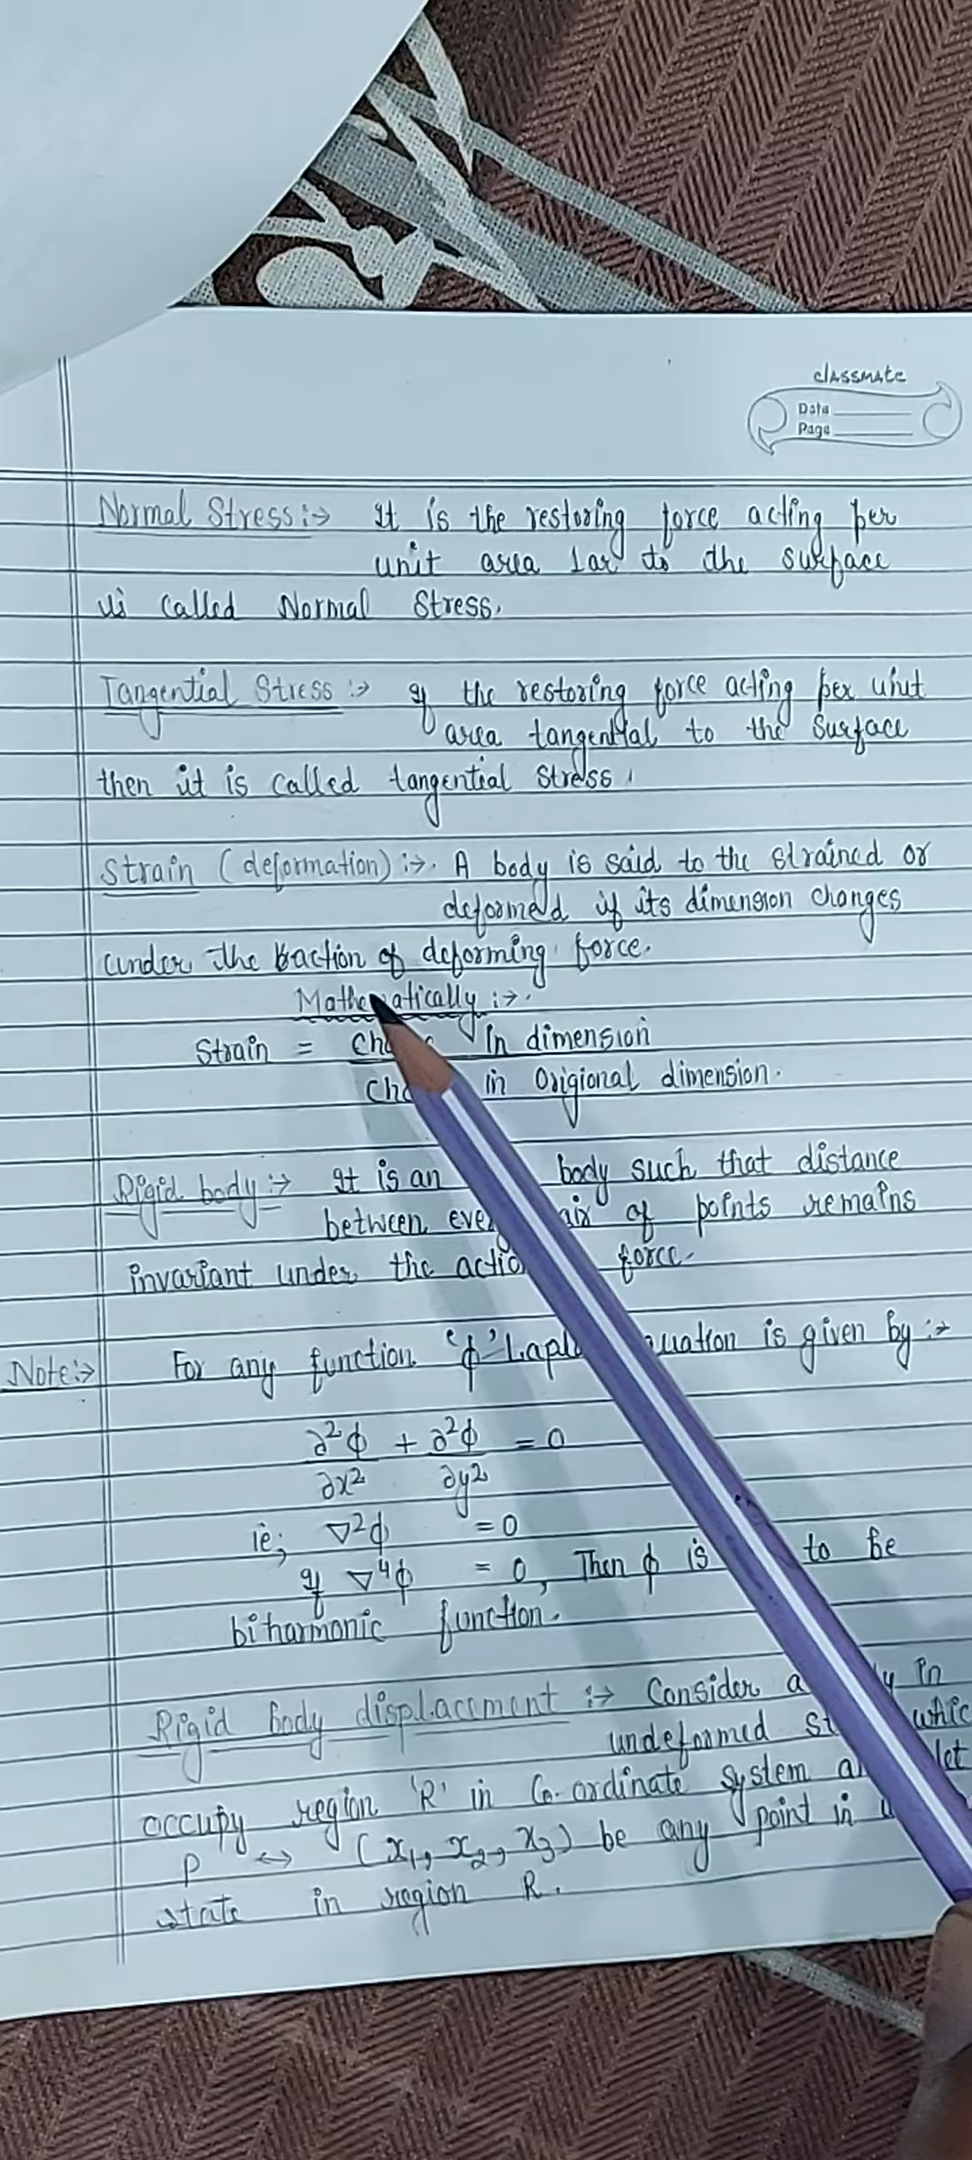 classmate
Date
Page
Normal Stress :→ It is the restoring force acting per
unit area 1ar to the surface
is called Normal Stress.
Tangential Stress :→ If the restoring force acting per unit
area tangential to the surface
then it is called tangential stress.
Strain (deformation) :→. A body is said to the strained or
deformed if its dimension changes
under the action of deforming force.
Mathematically :→.
Strain = In dimension
in Origional dimension.
Rigid body :→ It is an body such that distance
between of points remains
invariant under the force.
Note :→ For any function 'ϕ' is given by :→
∂²ϕ + ∂²ϕ = 0
∂x² ∂y²
ie; ∇²ϕ = 0
If ∇⁴ϕ = 0, Then ϕ is to be
biharmonic function.
Rigid Body displacement :→ Consider a in
undeformed
occupy region 'R' in Co-ordinate system let
P ↔ (x₁, x₂, x₃) be any point in
state in region R.